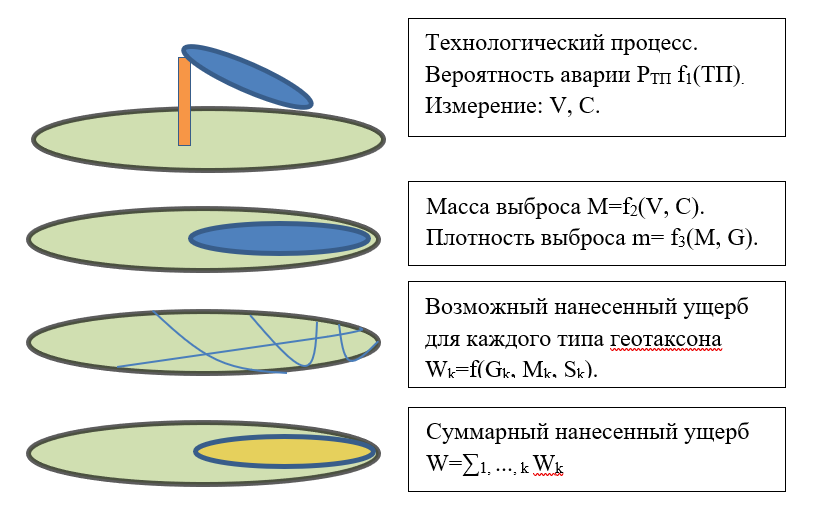 Технологический процесс.
Вероятность аварии PТП f1(ТП).
Измерение: V, C.
Масса выброса M=f2(V, C).
Плотность выброса m= f3(M, G).
Возможный нанесенный ущерб
для каждого типа геотаксона
Wk=f(Gk, Mk, Sk).
Суммарный нанесенный ущерб
W=∑1, …, k Wk